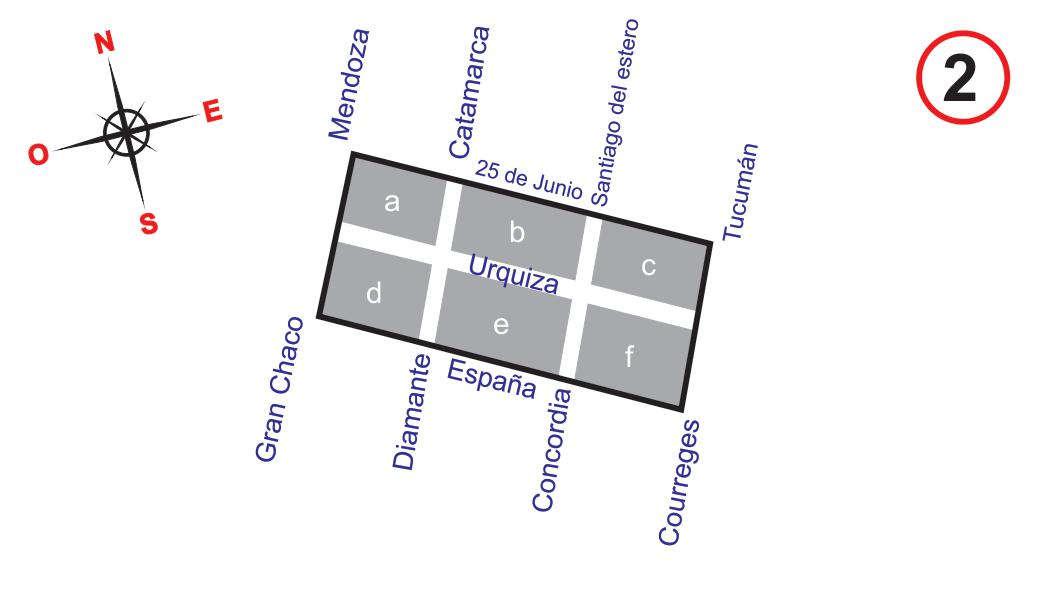 N
E
O
S
2
Mendoza
Catamarca
Santiago del estero
Tucumán
25 de Junio
a
b
c
Urquiza
d
e
f
España
Gran Chaco
Diamante
Concordia
Courreges